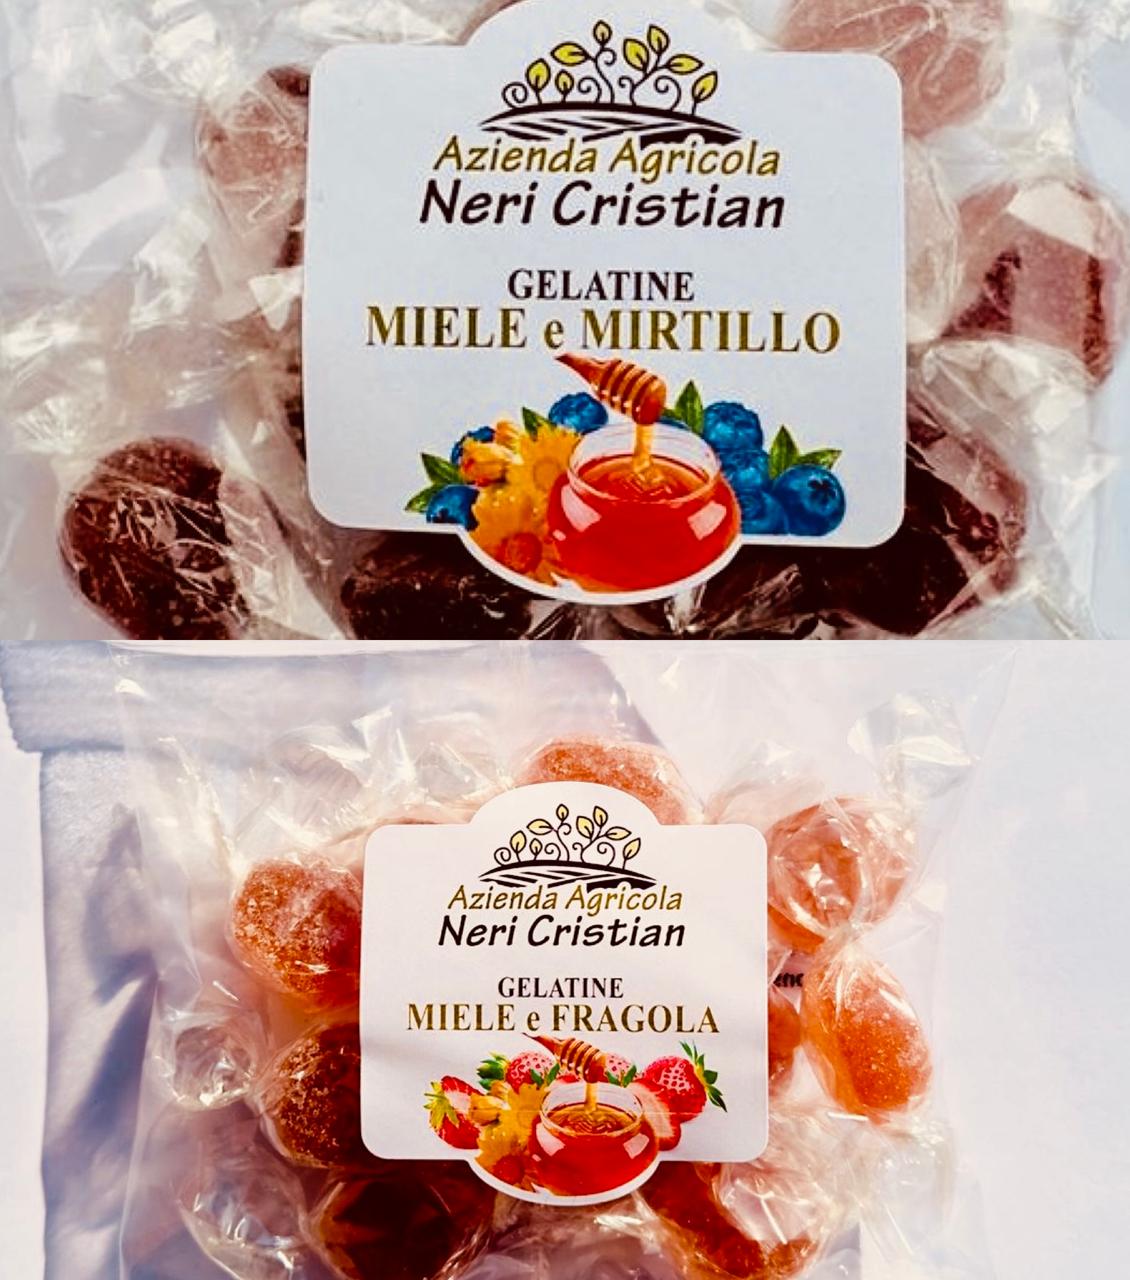 Azienda Agricola
Neri Cristian
GELATINE
MIELE e MIRTILLO
Azienda Agricola
Neri Cristian
GELATINE
MIELE e FRAGOLA